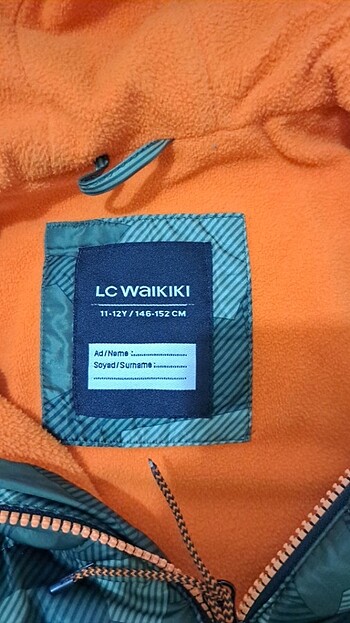 LC WAIKIKI
11-12Y / 146-152 CM
Ad/Name :
Soyad/Surname :